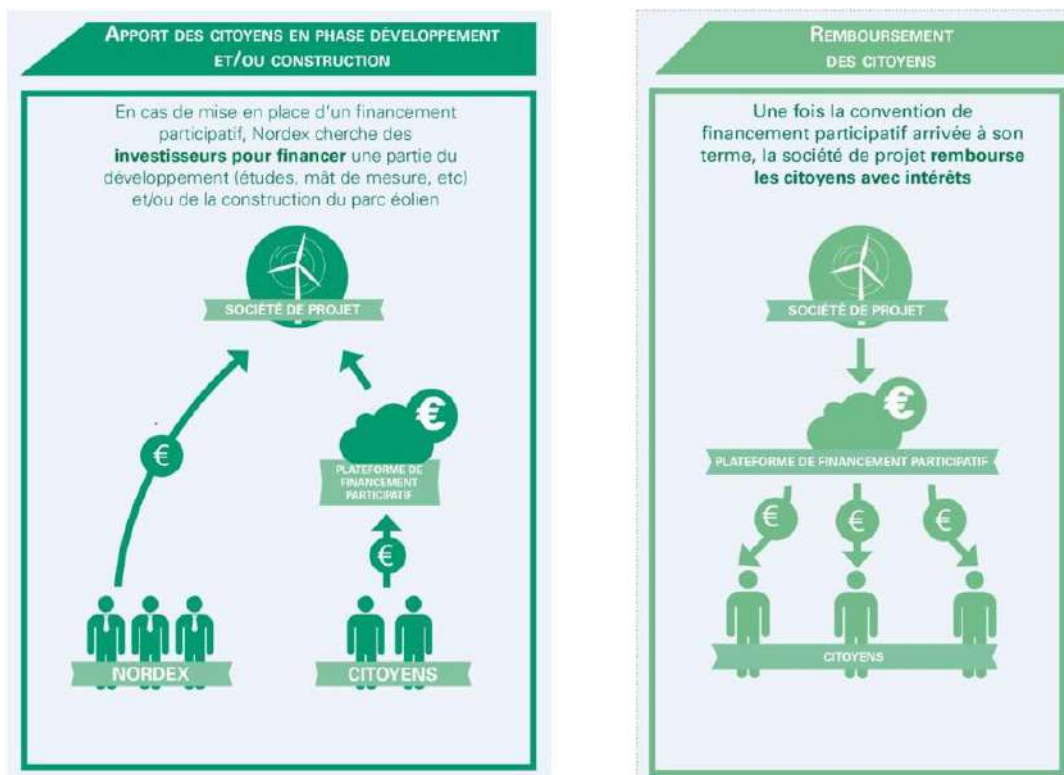 APPORT DES CITOYENS EN PHASE DÉVELOPPEMENT
ET/OU CONSTRUCTION
En cas de mise en place d'un financement
participatif, Nordex cherche des
investisseurs pour financer une partie du
développement (études, mât de mesure, etc)
et/ou de la construction du parc éolien
SOCIÉTÉ DE PROJET
€
€
PLATEFORME DE
FINANCEMENT
PARTICIPATIF
€
NORDEX
CITOYENS
REMBOURSEMENT
DES CITOYENS
Une fois la convention de
financement participatif arrivée à son
terme, la société de projet rembourse
les citoyens avec intérêts
SOCIÉTÉ DE PROJET
€
PLATEFORME DE FINANCEMENT PARTICIPATIF
€ € €
CITOYENS